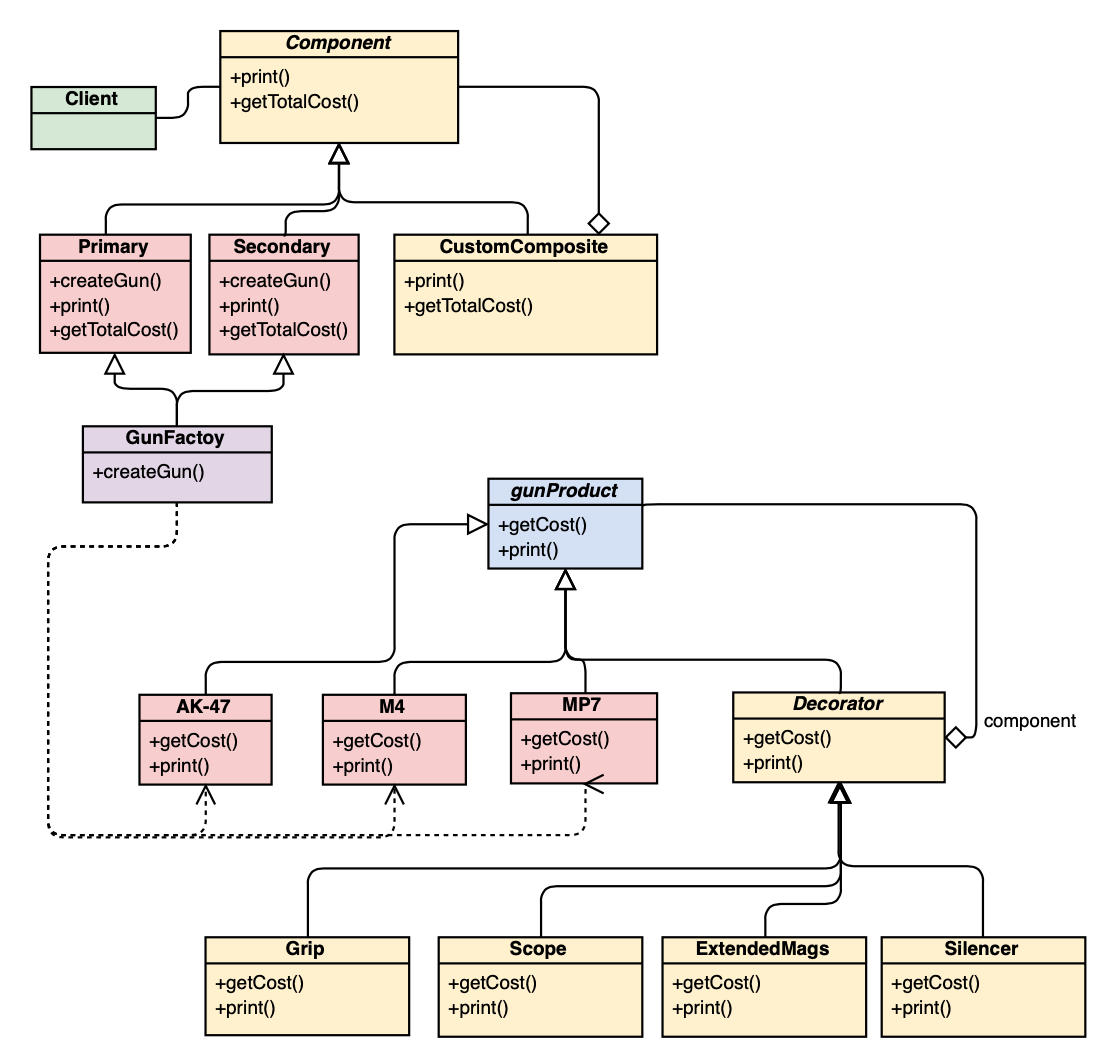 Component
+print()
+getTotalCost()
Client
Primary
+createGun()
+print()
+getTotalCost()
Secondary
+createGun()
+print()
+getTotalCost()
CustomComposite
+print()
+getTotalCost()
GunFactoy
+createGun()
gunProduct
+getCost()
+print()
AK-47
+getCost()
+print()
M4
+getCost()
+print()
MP7
+getCost()
+print()
Decorator
+getCost()
+print()
component
Grip
+getCost()
+print()
Scope
+getCost()
+print()
ExtendedMags
+getCost()
+print()
Silencer
+getCost()
+print()